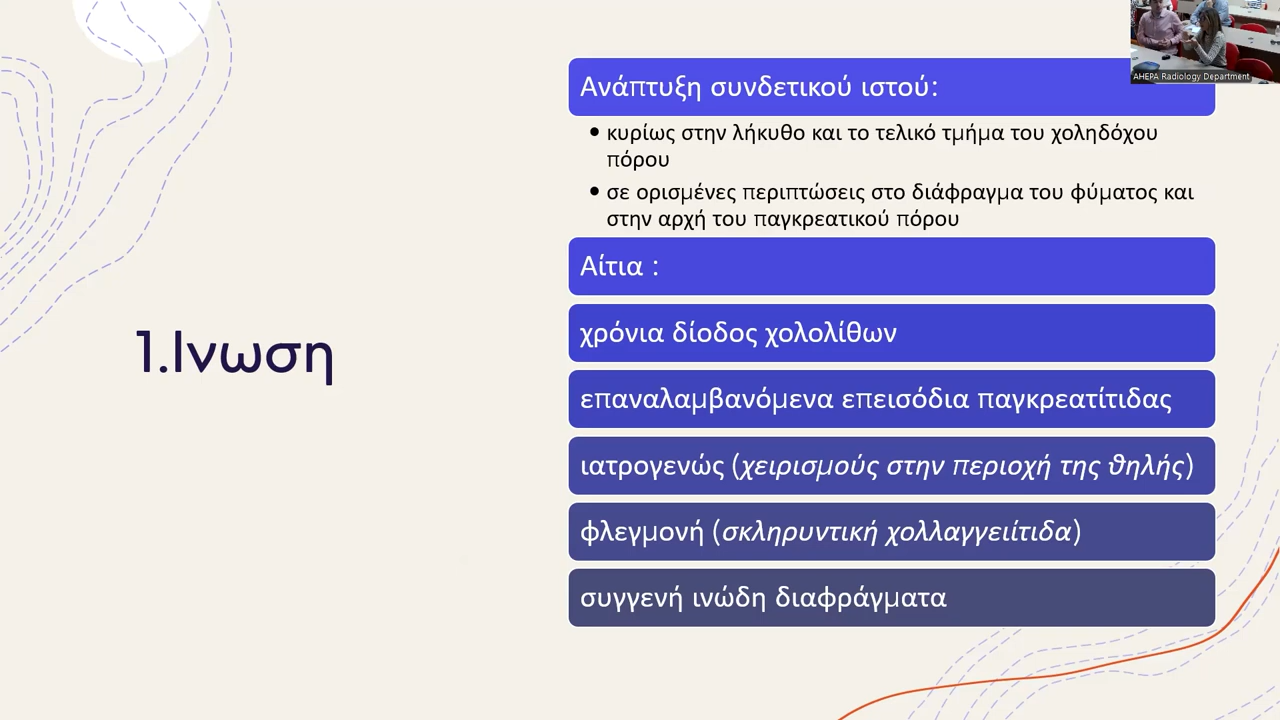 AHEPA Radiology Department
Ανάπτυξη συνδετικού ιστού:
• κυρίως στην λήκυθο και το τελικό τμήμα του χοληδόχου
πόρου
• σε ορισμένες περιπτώσεις στο διάφραγμα του φύματος και
στην αρχή του παγκρεατικού πόρου
1.Ινωση
Αίτια :
χρόνια δίοδος χολολίθων
επαναλαμβανόμενα επεισόδια παγκρεατίτιδας
ιατρογενώς (χειρισμούς στην περιοχή της θηλής)
φλεγμονή (σκληρυντική χολλαγγειίτιδα)
συγγενή ινώδη διαφράγματα